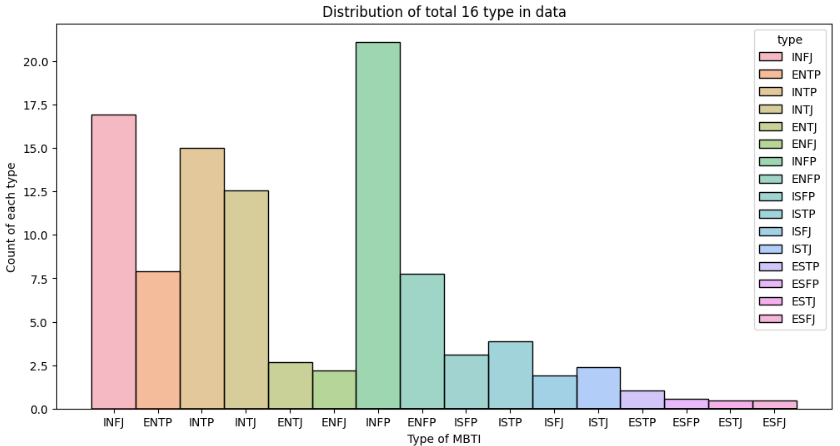 Distribution of total 16 type in data
Count of each type
20.0
17.5
15.0
12.5
10.0
7.5
5.0
2.5
0.0
INFJ ENTP INTP INTJ ENTJ ENFJ INFP ENFP ISFP ISTP ISFJ ISTJ ESTP ESFP ESTJ ESFJ
Type of MBTI
type
INFJ
ENTP
INTP
INTJ
ENTJ
ENFJ
INFP
ENFP
ISFP
ISTP
ISFJ
ISTJ
ESTP
ESFP
ESTJ
ESFJ